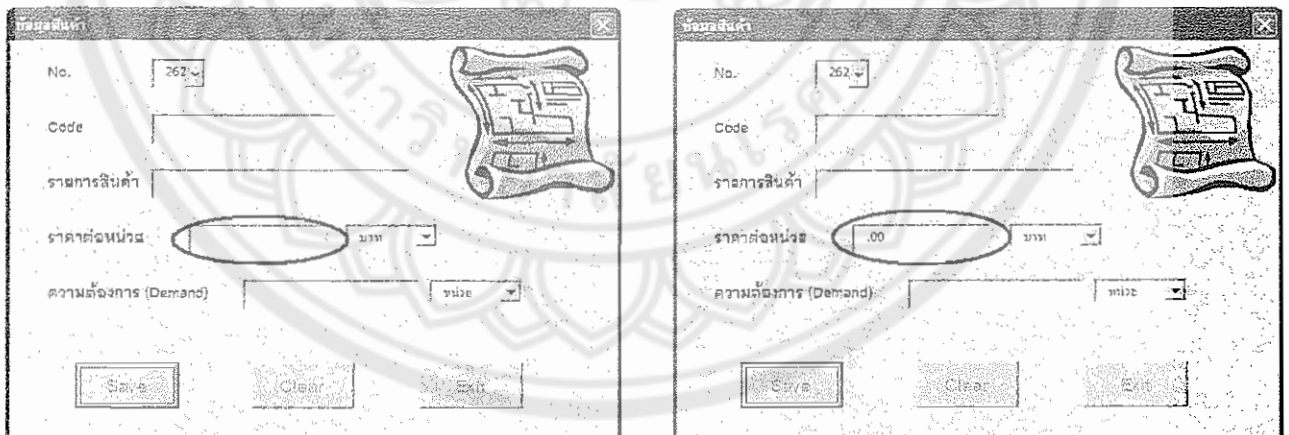 ข้อมูลสินค้า
No. 262
Code
รายการสินค้า
ราคาต่อหน่วย บาท
ความต้องการ (Demand) หน่วย
Save Clear Exit
ข้อมูลสินค้า
No. 262
Code
รายการสินค้า
ราคาต่อหน่วย .00 บาท
ความต้องการ (Demand) หน่วย
Save Clear Exit